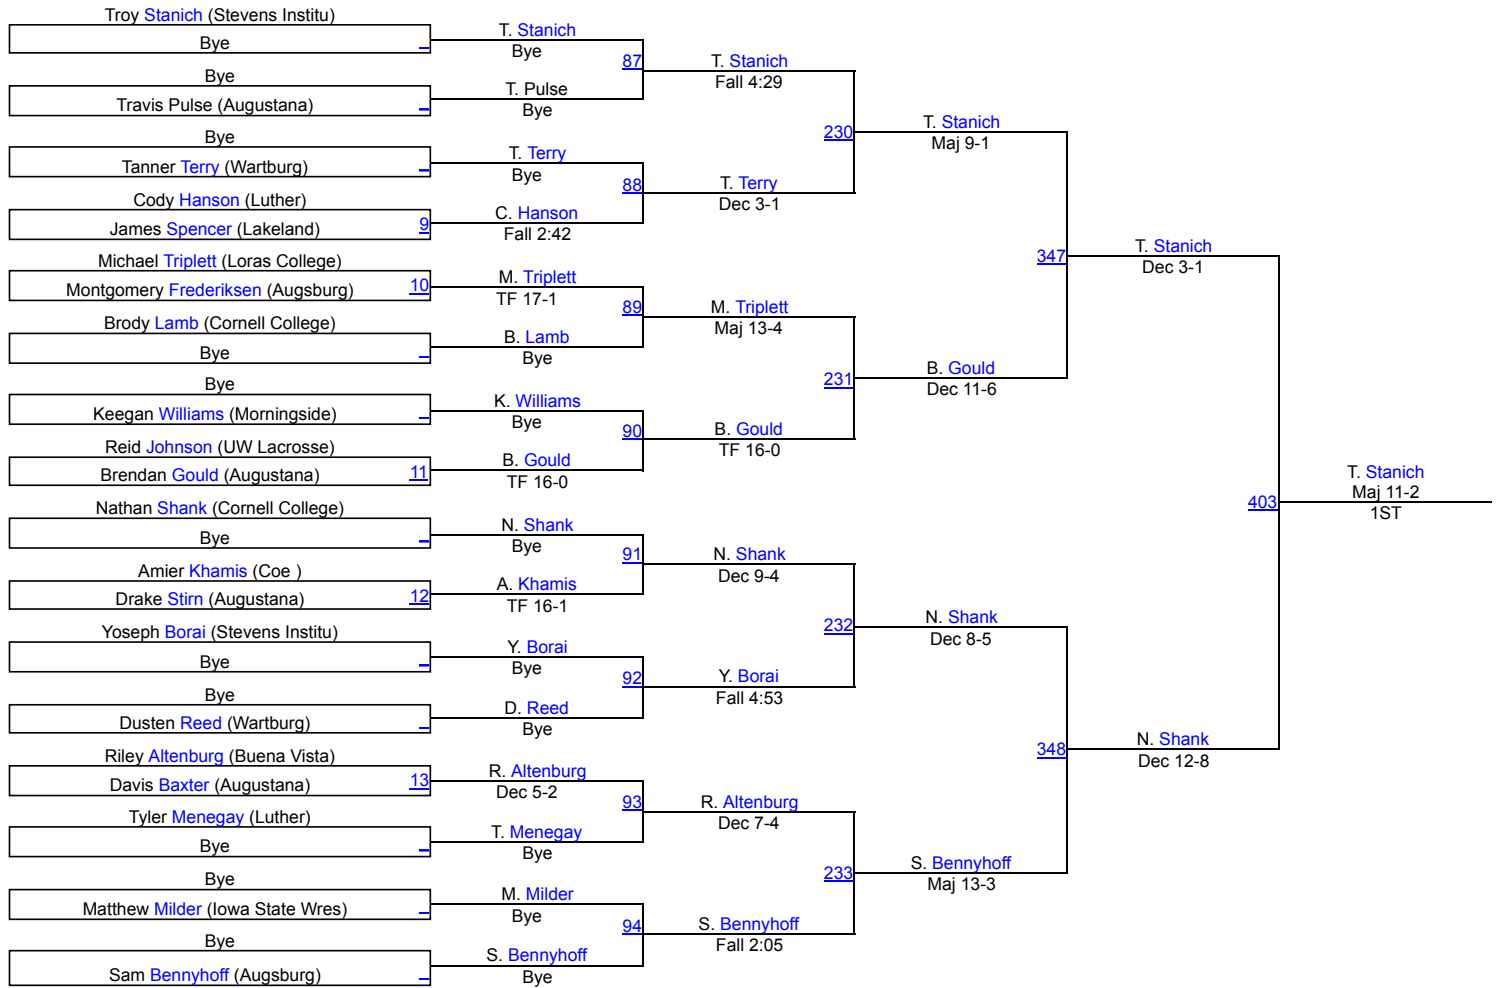 Troy Stanich (Stevens Institu)
Bye
Bye
Travis Pulse (Augustana)
Bye
Tanner Terry (Wartburg)
Cody Hanson (Luther)
James Spencer (Lakeland) 9
Michael Triplett (Loras College)
Montgomery Frederiksen (Augsburg) 10
Brody Lamb (Cornell College)
Bye
Bye
Keegan Williams (Morningside)
Reid Johnson (UW Lacrosse)
Brendan Gould (Augustana) 11
Nathan Shank (Cornell College)
Bye
Amier Khamis (Coe )
Drake Stirn (Augustana) 12
Yoseph Borai (Stevens Institu)
Bye
Bye
Dusten Reed (Wartburg)
Riley Altenburg (Buena Vista)
Davis Baxter (Augustana) 13
Tyler Menegay (Luther)
Bye
Bye
Matthew Milder (Iowa State Wres)
Bye
Sam Bennyhoff (Augsburg)
T. Stanich
Bye
87
T. Pulse
Bye
T. Terry
Bye
88
C. Hanson
Fall 2:42
M. Triplett
TF 17-1
89
B. Lamb
Bye
K. Williams
Bye
90
B. Gould
TF 16-0
N. Shank
Bye
91
A. Khamis
TF 16-1
Y. Borai
Bye
92
D. Reed
Bye
R. Altenburg
Dec 5-2
93
T. Menegay
Bye
M. Milder
Bye
94
S. Bennyhoff
Bye
T. Stanich
Fall 4:29
230
T. Terry
Dec 3-1
M. Triplett
Maj 13-4
231
B. Gould
TF 16-0
N. Shank
Dec 9-4
232
Y. Borai
Fall 4:53
R. Altenburg
Dec 7-4
233
S. Bennyhoff
Fall 2:05
T. Stanich
Maj 9-1
347
B. Gould
Dec 11-6
N. Shank
Dec 8-5
348
S. Bennyhoff
Maj 13-3
T. Stanich
Dec 3-1
403
N. Shank
Dec 12-8
T. Stanich
Maj 11-2
1ST